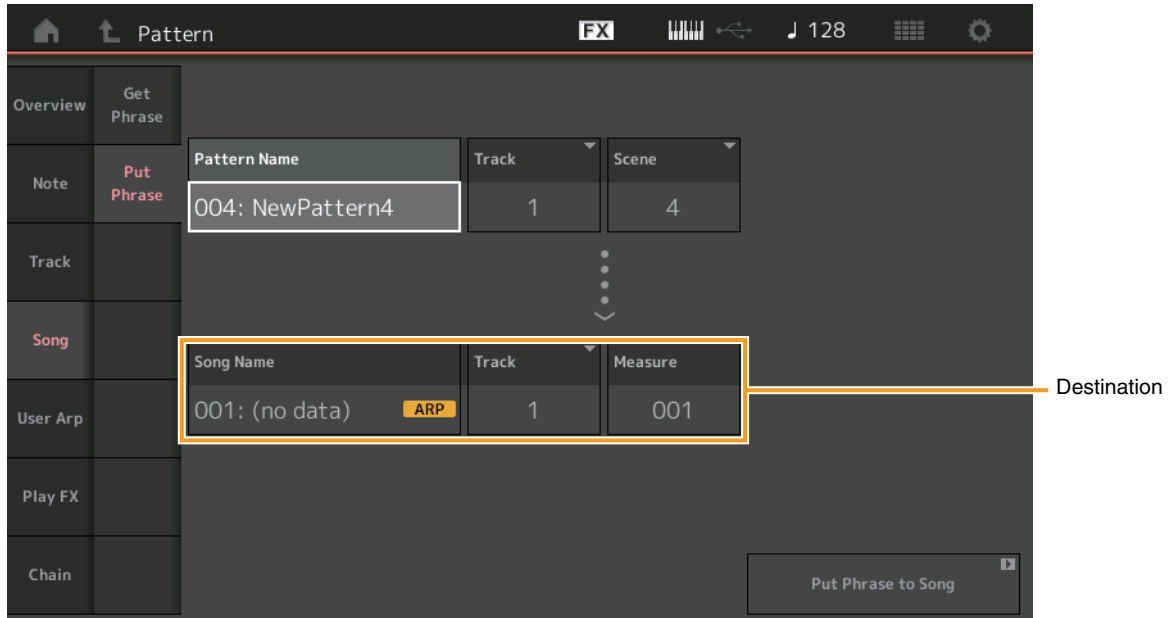 Pattern
FX
♩ 128
Overview
Get
Phrase
Note
Put
Phrase
Track
Song
User Arp
Play FX
Chain
Pattern Name
Track
Scene
004: NewPattern4
1
4
Song Name
Track
Measure
001: (no data)
ARP
1
001
Destination
Put Phrase to Song